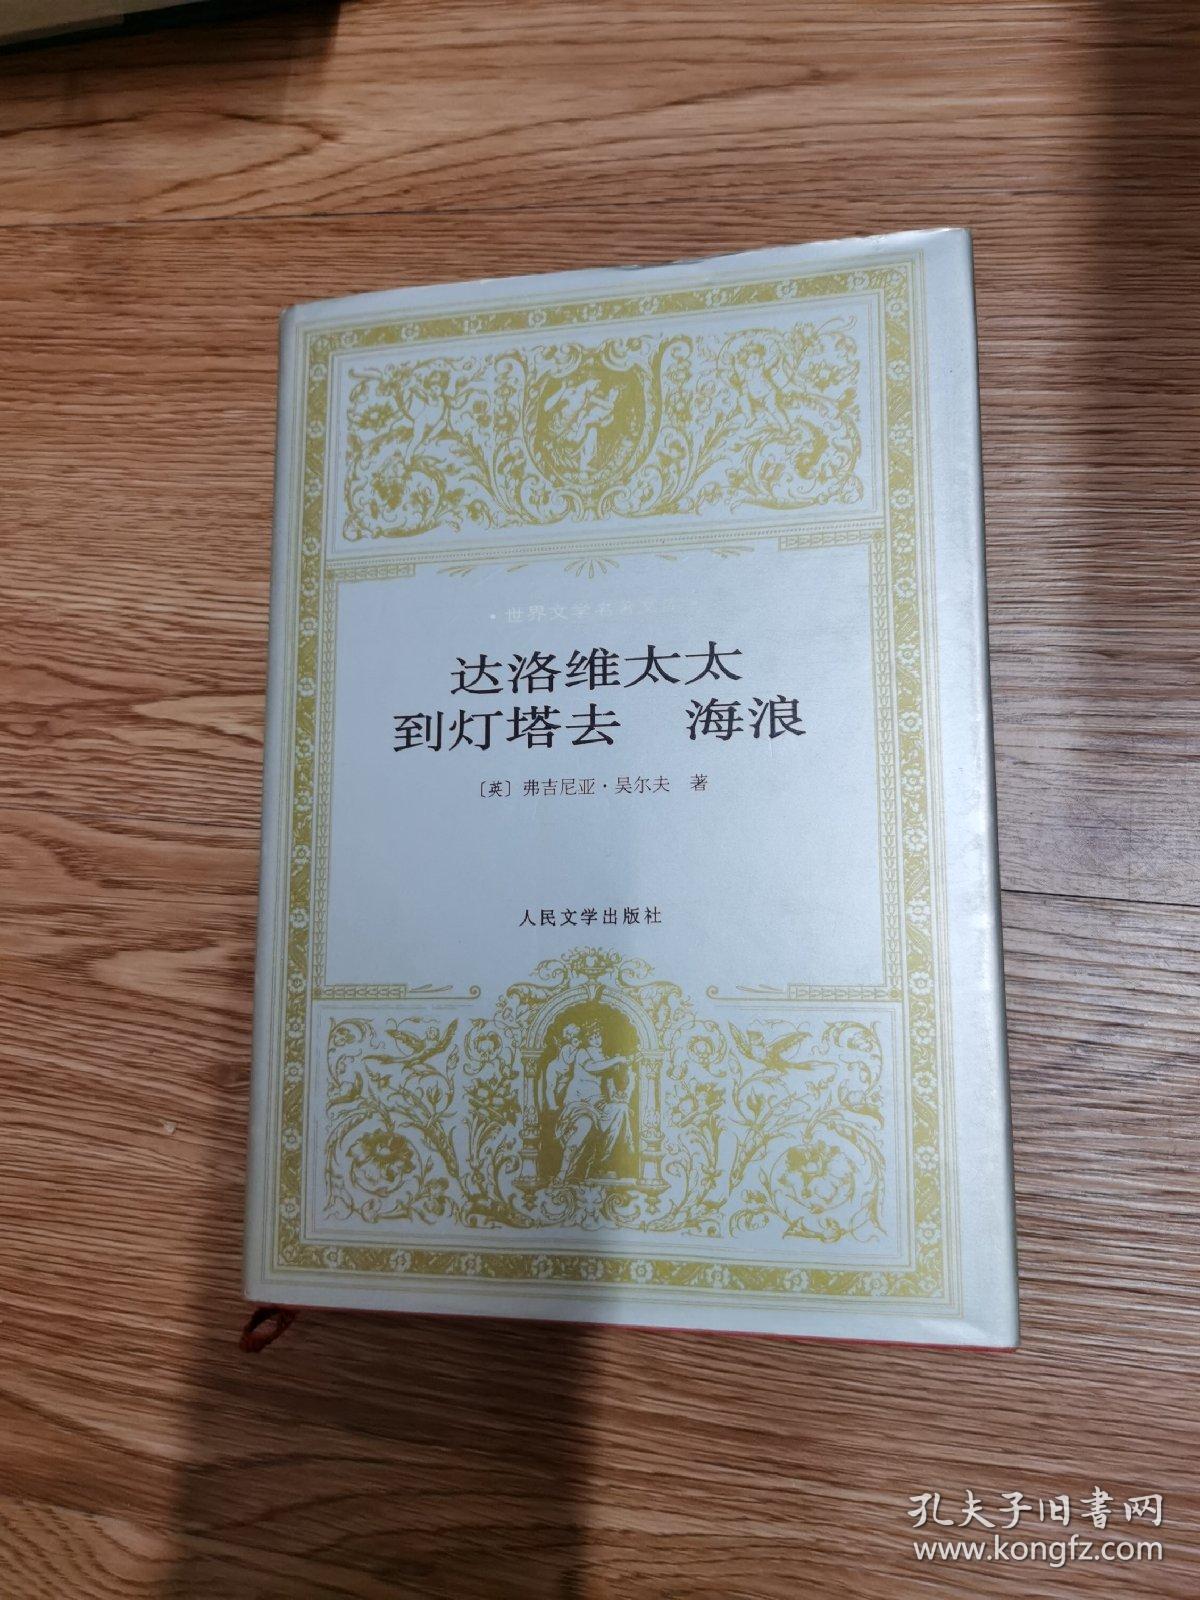 ·世界文学名著文库·
达洛维太太
到灯塔去 海浪
〔英〕弗吉尼亚·吴尔夫 著
人民文学出版社
孔夫子旧书网
www.kongfz.com